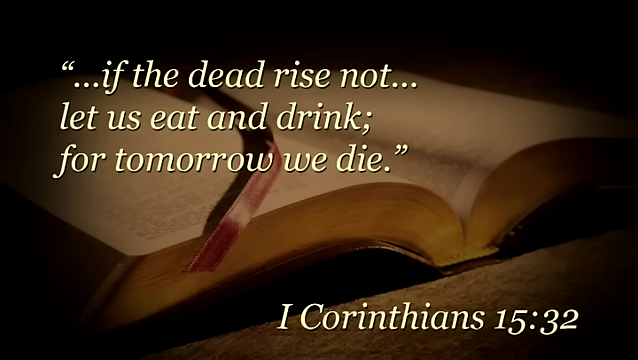 “...if the dead rise not...
let us eat and drink;
for tomorrow we die.”
I Corinthians 15:32